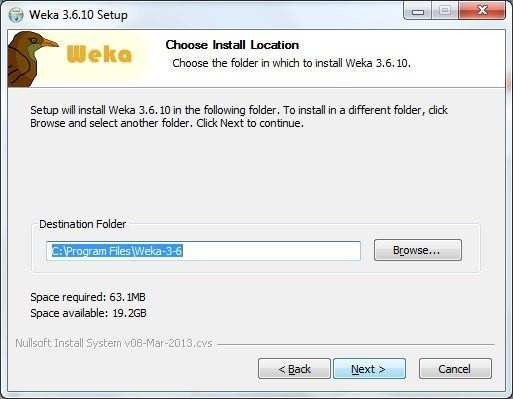 Weka 3.6.10 Setup
Weka
Choose Install Location
Choose the folder in which to install Weka 3.6.10.
Setup will install Weka 3.6.10 in the following folder. To install in a different folder, click
Browse and select another folder. Click Next to continue.
Destination Folder
C:\Program Files\Weka-3-6
Browse...
Space required: 63.1MB
Space available: 19.2GB
Nullsoft Install System v08-Mar-2013.cvs
< Back
Next >
Cancel